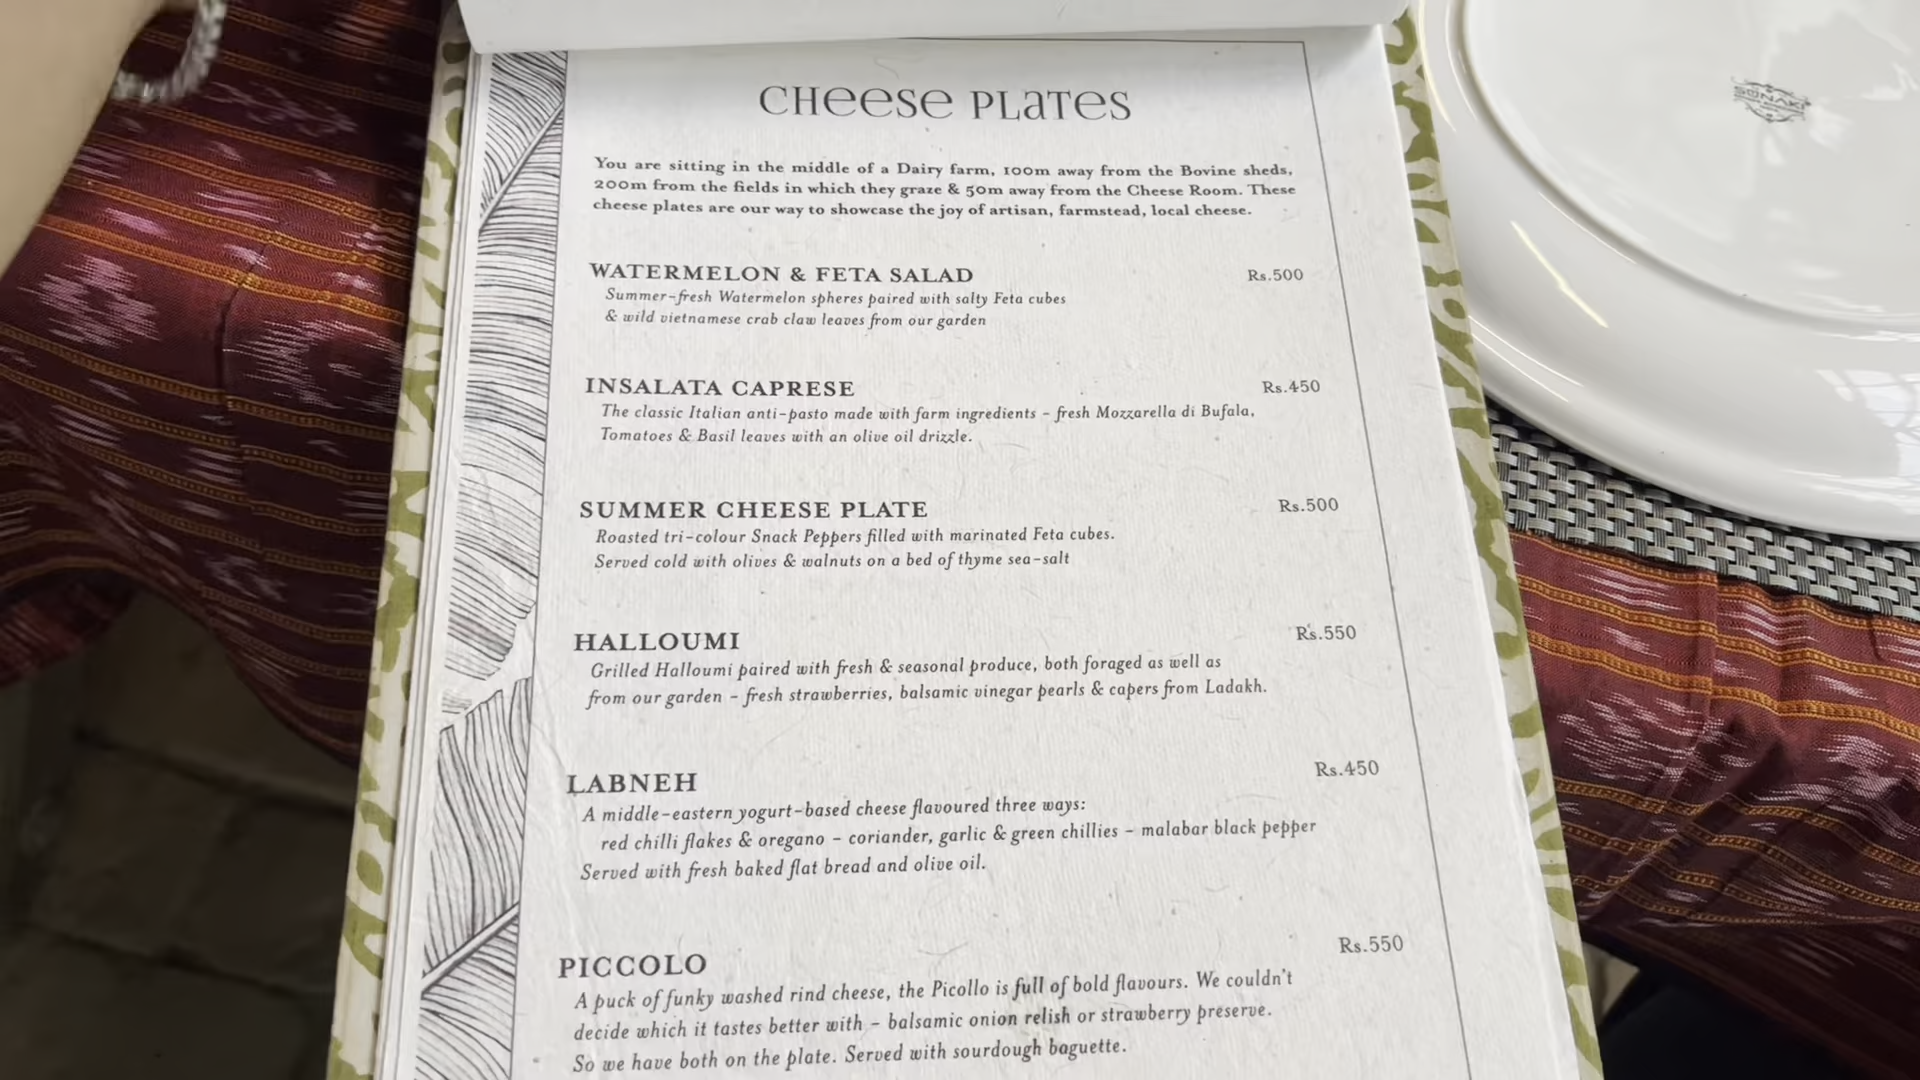 CHeese PLaTes
You are sitting in the middle of a Dairy farm, 100m away from the Bovine sheds,
200m from the fields in which they graze & 50m away from the Cheese Room. These
cheese plates are our way to showcase the joy of artisan, farmstead, local cheese.
WATERMELON & FETA SALAD Rs.500
Summer-fresh Watermelon spheres paired with salty Feta cubes
& wild vietnamese crab claw leaves from our garden
INSALATA CAPRESE Rs.450
The classic Italian anti-pasto made with farm ingredients - fresh Mozzarella di Bufala,
Tomatoes & Basil leaves with an olive oil drizzle.
SUMMER CHEESE PLATE Rs.500
Roasted tri-colour Snack Peppers filled with marinated Feta cubes.
Served cold with olives & walnuts on a bed of thyme sea-salt
HALLOUMI Rs.550
Grilled Halloumi paired with fresh & seasonal produce, both foraged as well as
from our garden - fresh strawberries, balsamic vinegar pearls & capers from Ladakh.
LABNEH Rs.450
A middle-eastern yogurt-based cheese flavoured three ways:
red chilli flakes & oregano - coriander, garlic & green chillies - malabar black pepper
Served with fresh baked flat bread and olive oil.
PICCOLO Rs.550
A puck of funky washed rind cheese, the Picollo is full of bold flavours. We couldn't
decide which it tastes better with - balsamic onion relish or strawberry preserve.
So we have both on the plate. Served with sourdough baguette.
SONAKI